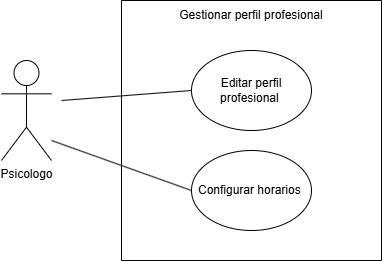 Gestionar perfil profesional
Editar perfil
profesional
Psicologo
Configurar horarios